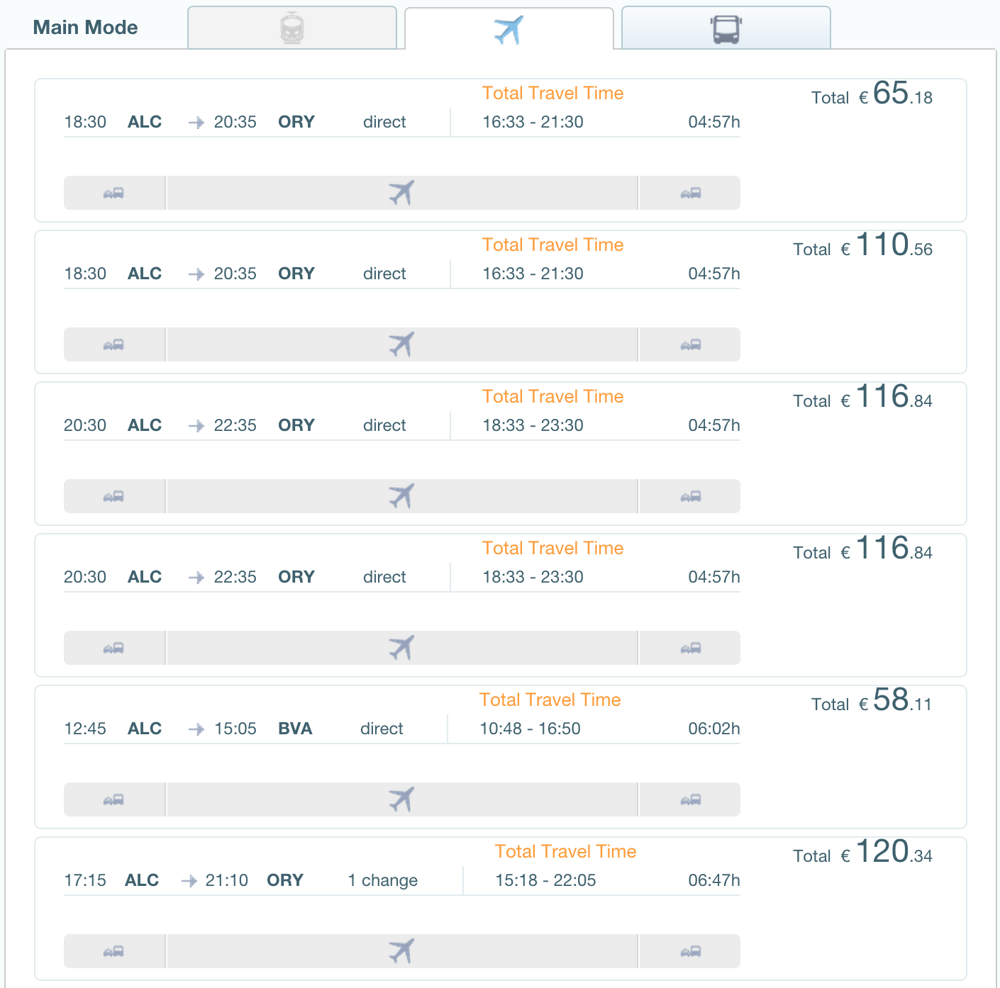 Main Mode
Total Travel Time
Total € 65.18
18:30 ALC 20:35 ORY direct 16:33 - 21:30 04:57h
Total Travel Time
Total € 110.56
18:30 ALC 20:35 ORY direct 16:33 - 21:30 04:57h
Total Travel Time
Total € 116.84
20:30 ALC 22:35 ORY direct 18:33 - 23:30 04:57h
Total Travel Time
Total € 116.84
20:30 ALC 22:35 ORY direct 18:33 - 23:30 04:57h
Total Travel Time
Total € 58.11
12:45 ALC 15:05 BVA direct 10:48 - 16:50 06:02h
Total Travel Time
Total € 120.34
17:15 ALC 21:10 ORY 1 change 15:18 - 22:05 06:47h